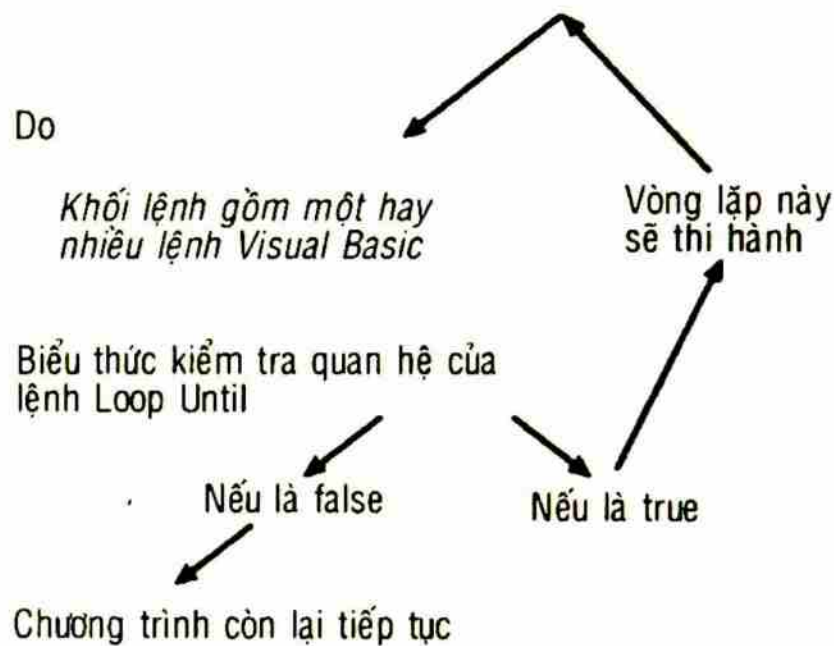 Do
Khối lệnh gồm một hay
nhiều lệnh Visual Basic
Vòng lặp này
sẽ thi hành
Biểu thức kiểm tra quan hệ của
lệnh Loop Until
Nếu là false
Nếu là true
Chương trình còn lại tiếp tục